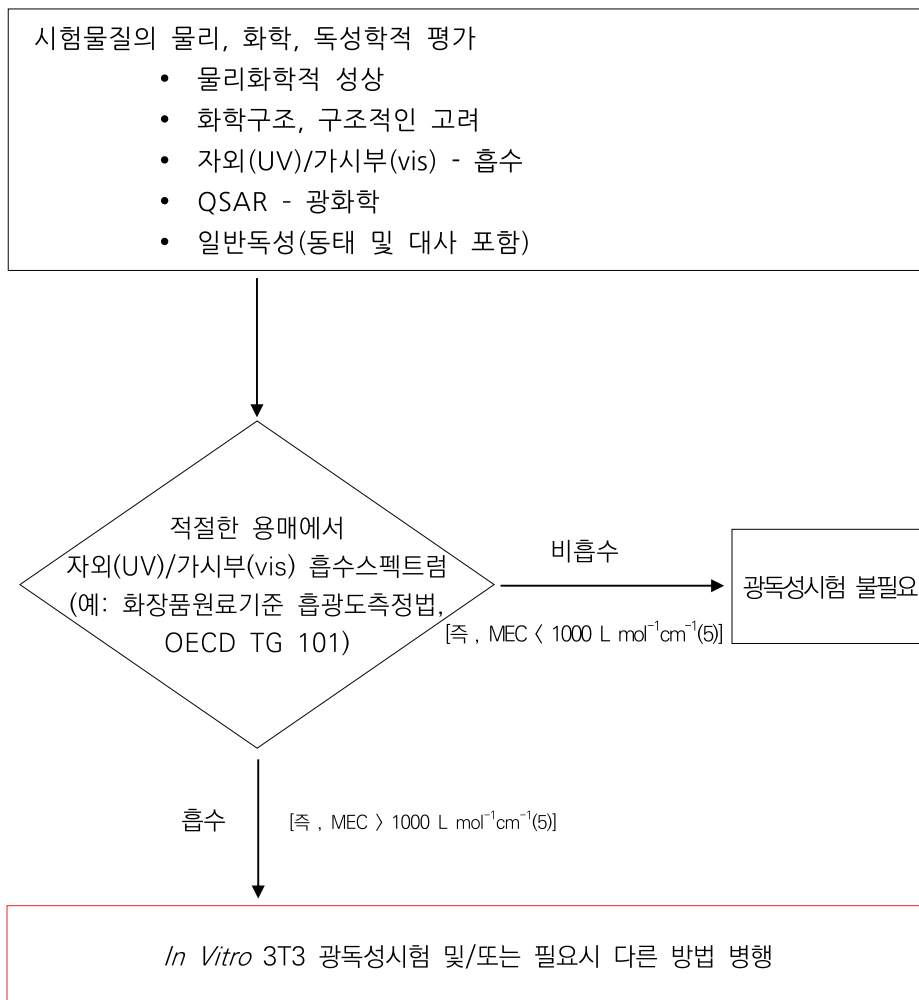 시험물질의 물리, 화학, 독성학적 평가
• 물리화학적 성상
• 화학구조, 구조적인 고려
• 자외(UV)/가시부(vis) - 흡수
• QSAR - 광화학
• 일반독성(동태 및 대사 포함)
적절한 용매에서
자외(UV)/가시부(vis) 흡수스펙트럼
(예: 화장품원료기준 흡광도측정법,
OECD TG 101)
비흡수
[즉 , MEC < 1000 L mol⁻¹cm⁻¹(5)]
광독성시험 불필요
흡수
[즉 , MEC > 1000 L mol⁻¹cm⁻¹(5)]
In Vitro 3T3 광독성시험 및/또는 필요시 다른 방법 병행